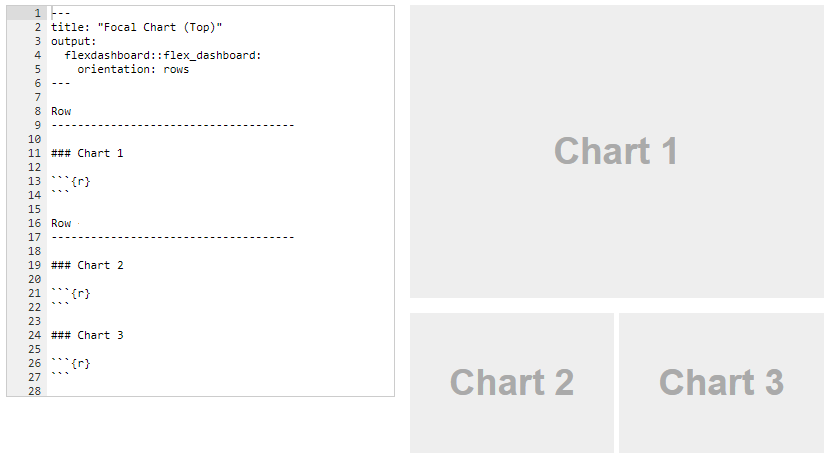 1 ---
2 title: "Focal Chart (Top)"
3 output:
4   flexdashboard::flex_dashboard:
5     orientation: rows
6 ---
7
8 Row
9 -------------------------------------
10
11 ### Chart 1
12
13 ```{r}
14 ```
15
16 Row
17 -------------------------------------
18
19 ### Chart 2
20
21 ```{r}
22 ```
23
24 ### Chart 3
25
26 ```{r}
27 ```
28
Chart 1
Chart 2
Chart 3